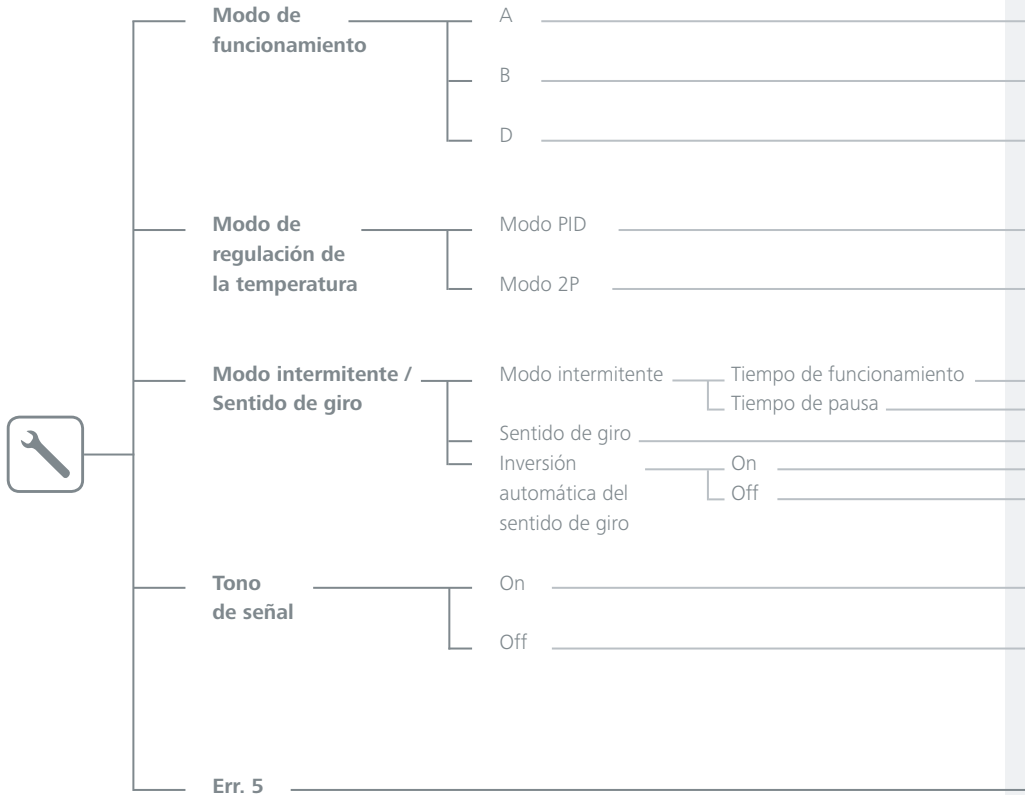 Modo de
funcionamiento
A
B
D
Modo de
regulación de
la temperatura
Modo PID
Modo 2P
Modo intermitente /
Sentido de giro
Modo intermitente
Tiempo de funcionamiento
Tiempo de pausa
Sentido de giro
Inversión
automática del
sentido de giro
On
Off
Tono
de señal
On
Off
Err. 5